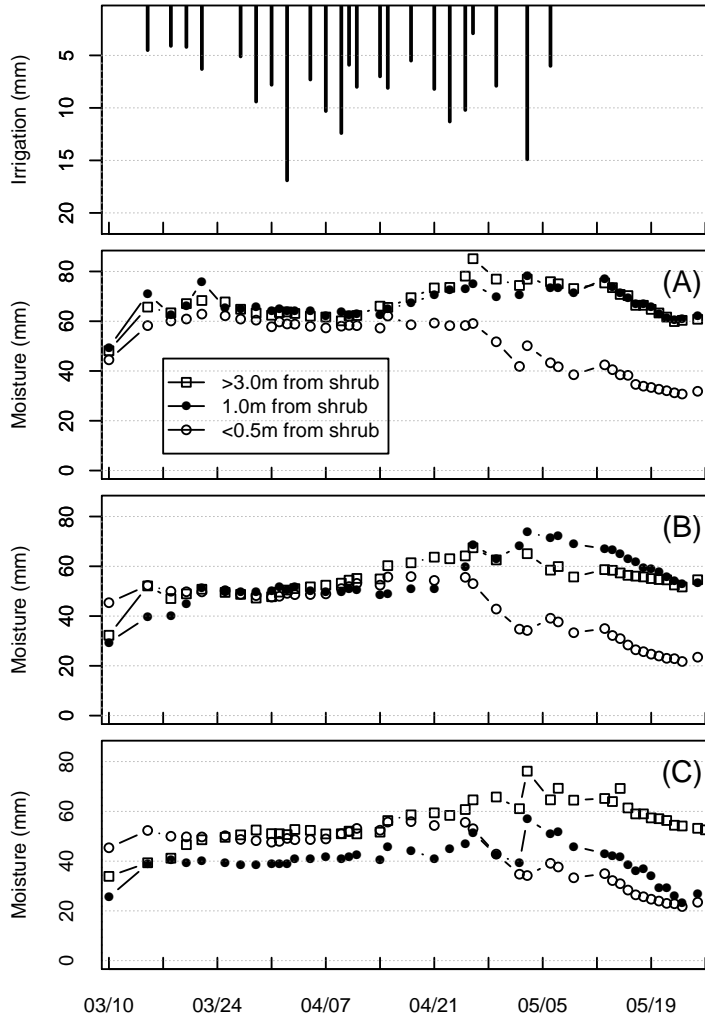 Irrigation (mm)
5
10
15
20
(A)
Moisture (mm)
80
60
40
20
0
>3.0m from shrub
1.0m from shrub
<0.5m from shrub
(B)
Moisture (mm)
80
60
40
20
0
(C)
Moisture (mm)
80
60
40
20
0
03/10 03/24 04/07 04/21 05/05 05/19